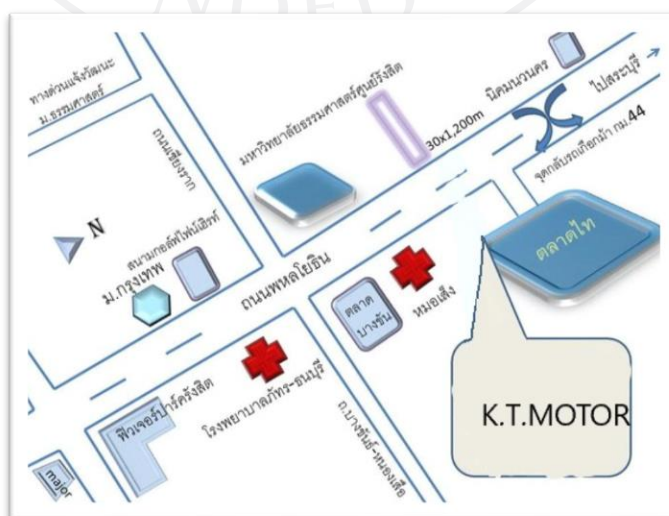 ทางด่วนแจ้งวัฒนะ
ม.ธรรมศาสตร์
ถนนเชียงราก
มหาวิทยาลัยธรรมศาสตร์ศูนย์รังสิต
30x1,200m
นิคมนวนคร
ไปสระบุรี
จุดกลับรถเกือกม้า กม.44
ตลาดไท
N
สนามกอล์ฟไพน์เฮิร์ท
ม.กรุงเทพ
ถนนพหลโยธิน
ตลาด
บางขัน
หมอเส็ง
K.T.MOTOR
ฟิวเจอร์ปาร์ครังสิต
โรงพยาบาลภัทร-ธนบุรี
ถ.บางขันธ์-หนองเสือ
major